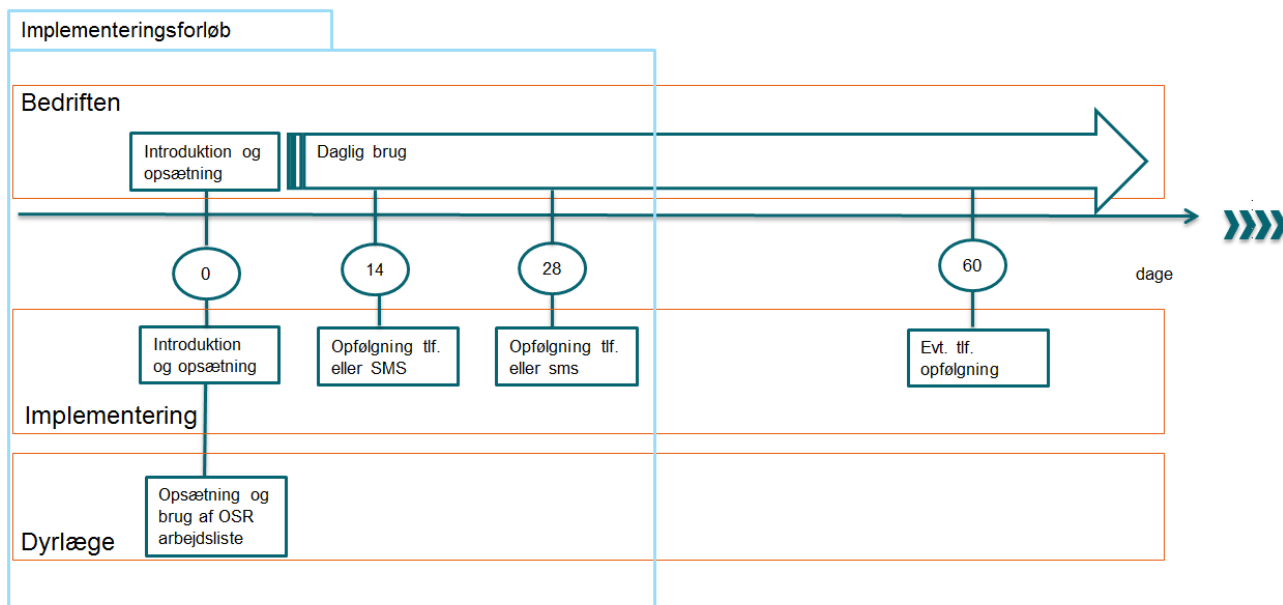 Implementeringsforløb
Bedriften
Introduktion og
opsætning
Daglig brug
0
14
28
60
dage
Introduktion
og opsætning
Opfølgning tlf.
eller SMS
Opfølgning tlf.
eller sms
Evt. tlf.
opfølgning
Implementering
Opsætning og
brug af OSR
arbejdsliste
Dyrlæge